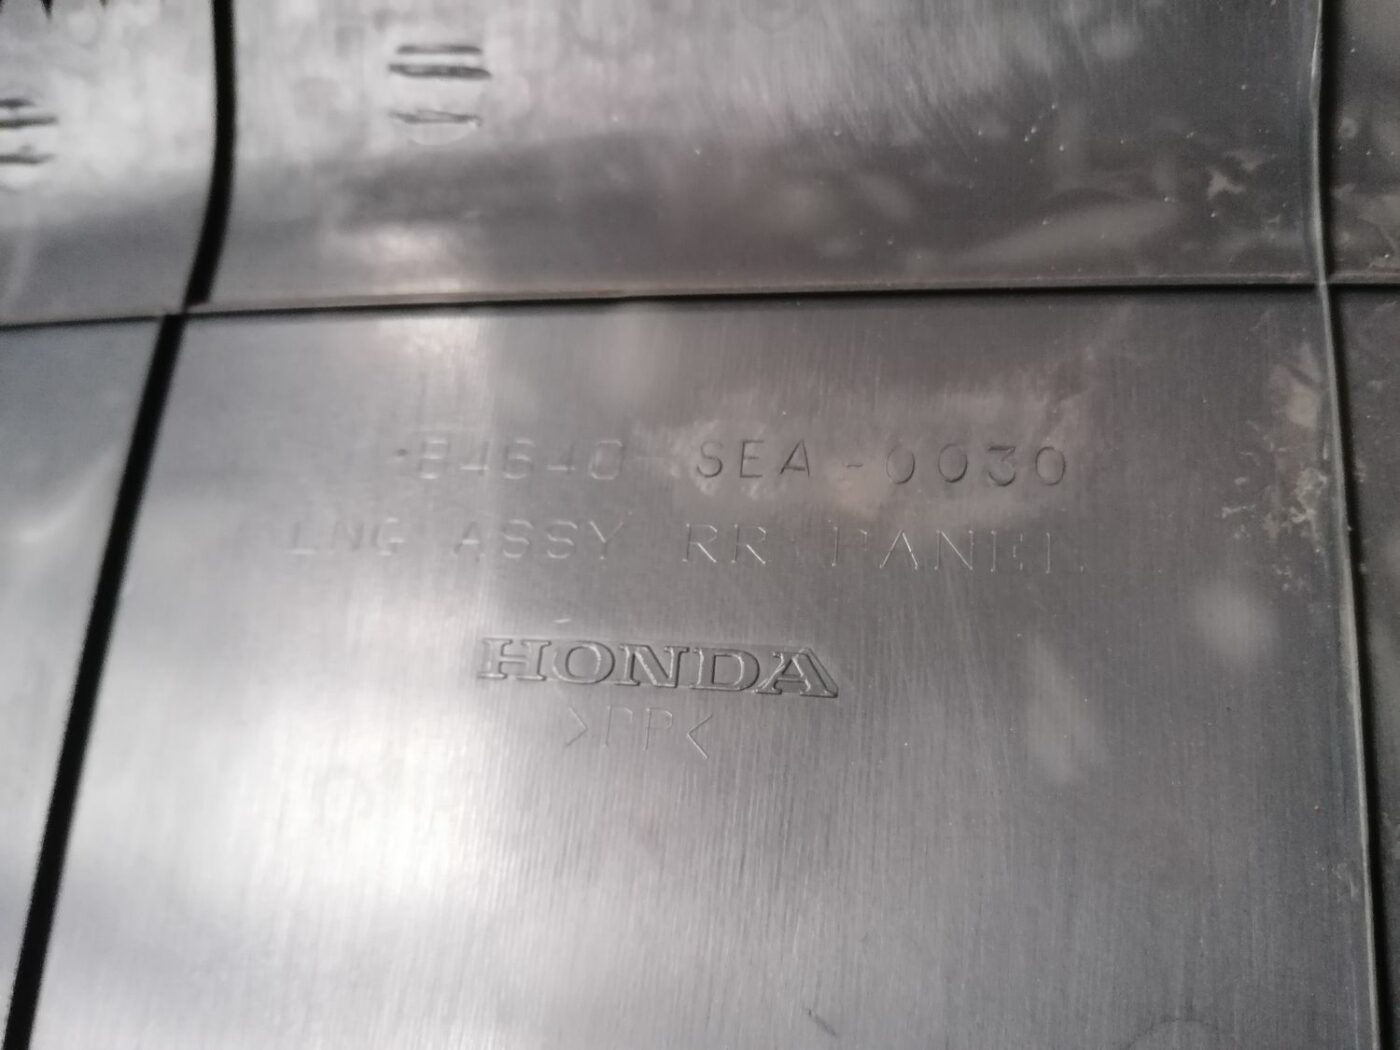 84640-SEA-0030
LNG ASSY RR PANEL
HONDA
>PP<